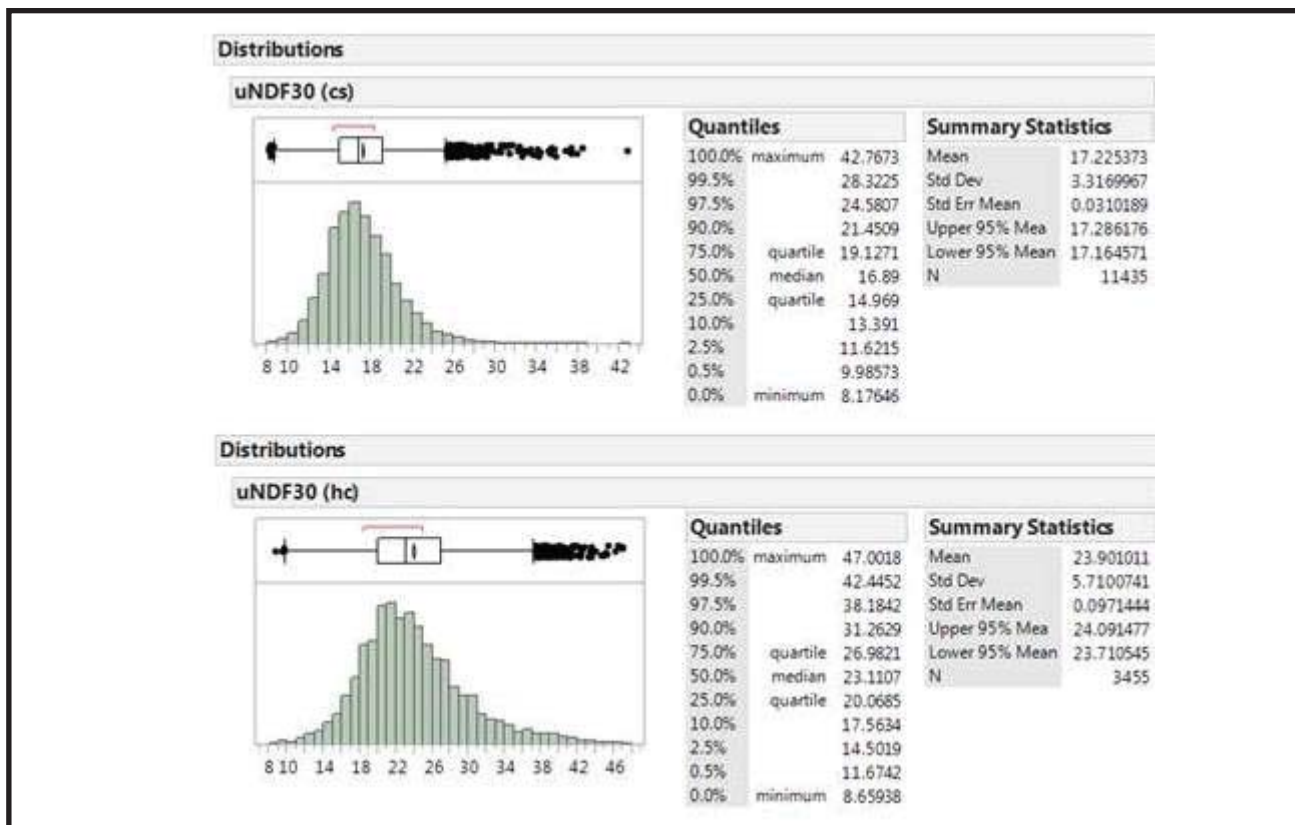 Distributions
uNDF30 (cs)
8 10 14 18 22 26 30 34 38 42
Quantiles
100.0% maximum 42.7673
99.5% 28.3225
97.5% 24.5807
90.0% 21.4509
75.0% quartile 19.1271
50.0% median 16.89
25.0% quartile 14.969
10.0% 13.391
2.5% 11.6215
0.5% 9.98573
0.0% minimum 8.17646
Summary Statistics
Mean 17.225373
Std Dev 3.3169967
Std Err Mean 0.0310189
Upper 95% Mea 17.286176
Lower 95% Mean 17.164571
N 11435
Distributions
uNDF30 (hc)
8 10 14 18 22 26 30 34 38 42 46
Quantiles
100.0% maximum 47.0018
99.5% 42.4452
97.5% 38.1842
90.0% 31.2629
75.0% quartile 26.9821
50.0% median 23.1107
25.0% quartile 20.0685
10.0% 17.5634
2.5% 14.5019
0.5% 11.6742
0.0% minimum 8.65938
Summary Statistics
Mean 23.901011
Std Dev 5.7100741
Std Err Mean 0.0971444
Upper 95% Mea 24.091477
Lower 95% Mean 23.710545
N 3455